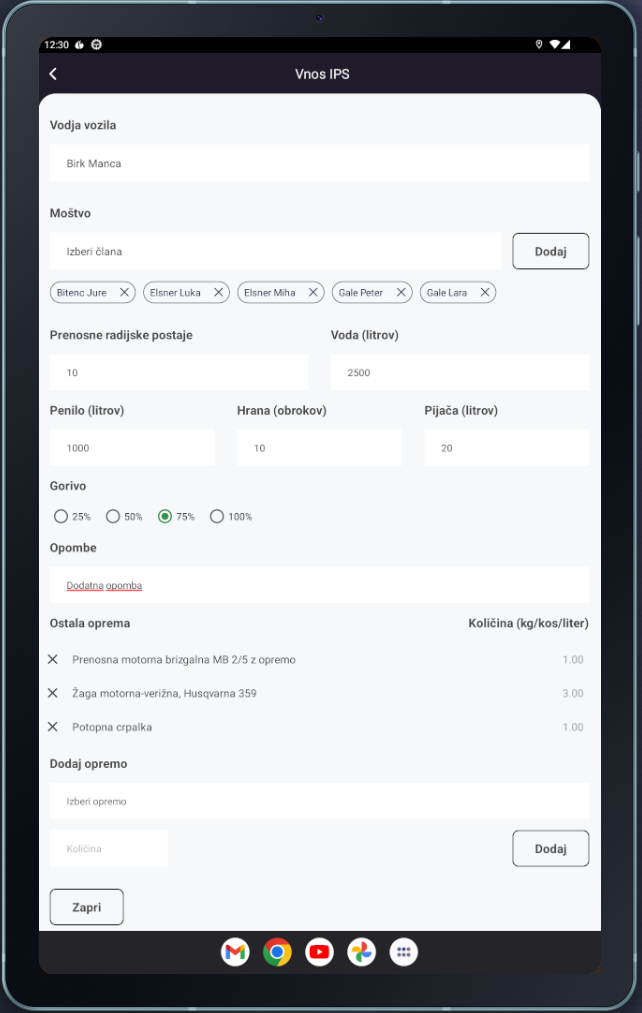 12:30
Vnos IPS
Vodja vozila
Birk Manca
Moštvo
Izberi člana
Dodaj
Bitenc Jure Elsner Luka Elsner Miha Gale Peter Gale Lara
Prenosne radijske postaje Voda (litrov)
10 2500
Penilo (litrov) Hrana (obrokov) Pijača (litrov)
1000 10 20
Gorivo
25% 50% 75% 100%
Opombe
Dodatna opomba
Ostala oprema Količina (kg/kos/liter)
Prenosna motorna brizgalna MB 2/5 z opremo 1.00
Žaga motorna-verižna, Husqvarna 359 3.00
Potopna crpalka 1.00
Dodaj opremo
Izberi opremo
Količina Dodaj
Zapri